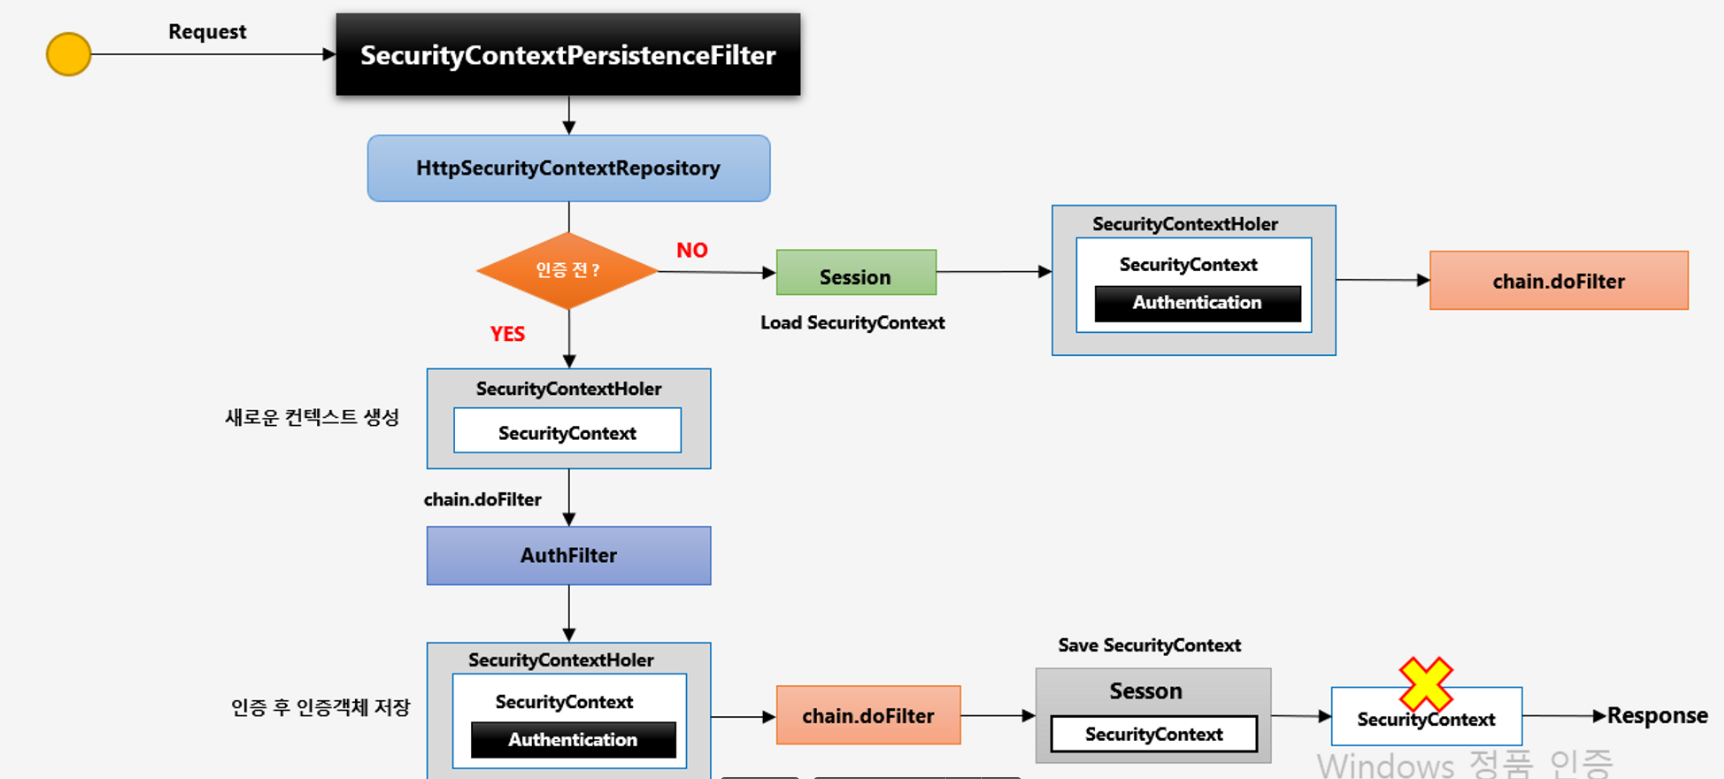 Request
SecurityContextPersistenceFilter
HttpSecurityContextRepository
인증 전 ?
NO
Session
Load SecurityContext
SecurityContextHoler
SecurityContext
Authentication
chain.doFilter
YES
새로운 컨텍스트 생성
SecurityContextHoler
SecurityContext
chain.doFilter
AuthFilter
인증 후 인증객체 저장
SecurityContextHoler
SecurityContext
Authentication
chain.doFilter
Save SecurityContext
Sesson
SecurityContext
SecurityContext
Response
Windows 정품 인증